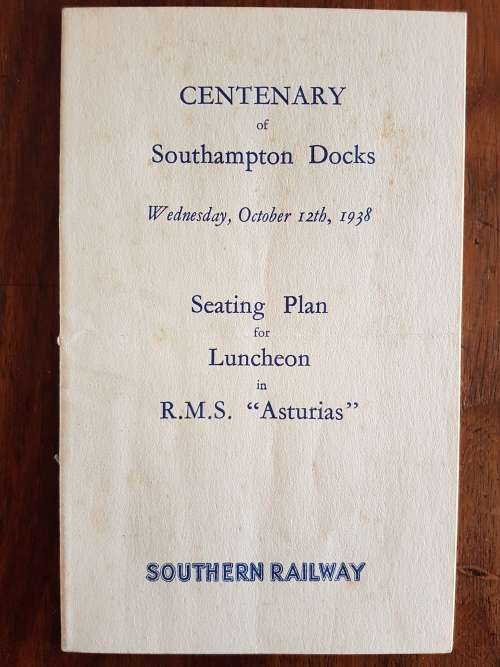 CENTENARY
of
Southampton Docks
Wednesday, October 12th, 1938
Seating Plan
for
Luncheon
in
R.M.S. “Asturias”
SOUTHERN RAILWAY